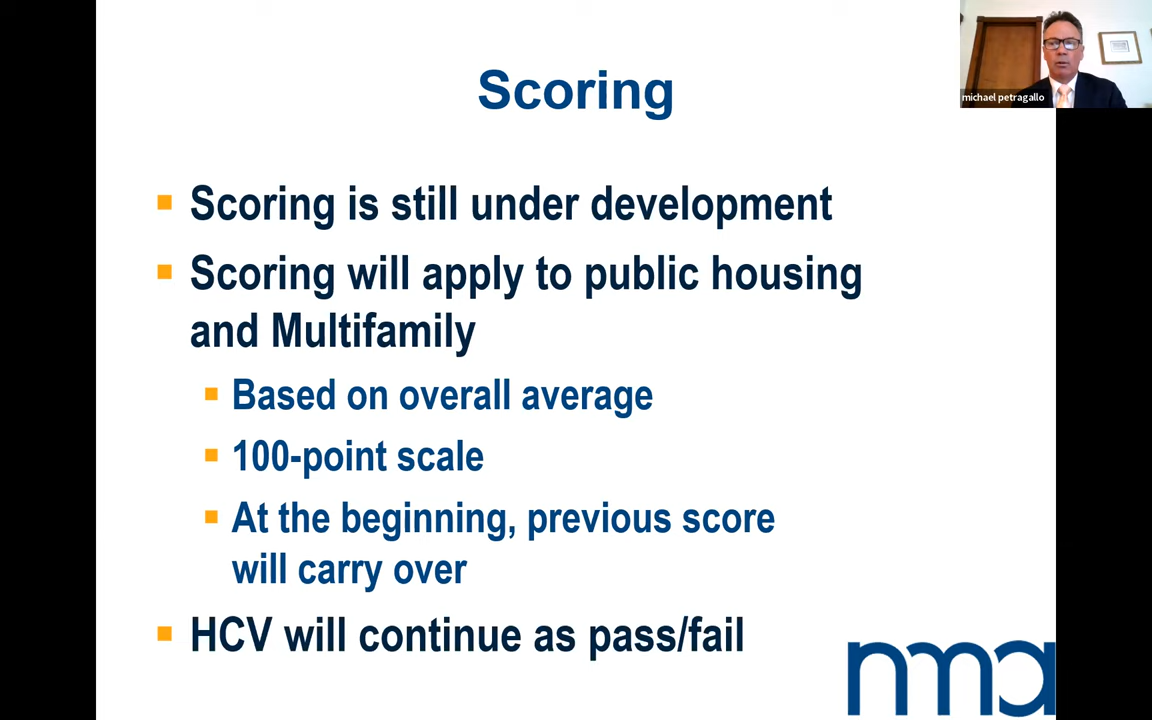 Scoring
michael petragallo
Scoring is still under development
Scoring will apply to public housing
and Multifamily
Based on overall average
100-point scale
At the beginning, previous score
will carry over
HCV will continue as pass/fail
nma